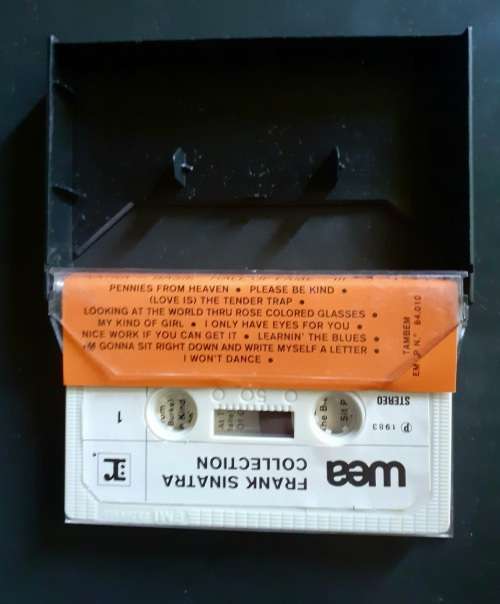 PENNIES FROM HEAVEN • PLEASE BE KIND •
(LOVE IS) THE TENDER TRAP •
LOOKING AT THE WORLD THRU ROSE COLORED GLASSES •
MY KIND OF GIRL • I ONLY HAVE EYES FOR YOU •
NICE WORK IF YOU CAN GET IT • LEARNIN' THE BLUES •
'M GONNA SIT RIGHT DOWN AND WRITE MYSELF A LETTER •
I WON'T DANCE •
TAMBEM
EM P N.º 84.010
50
STEREO
℗ 1983
1
wea
FRANK SINATRA
COLLECTION